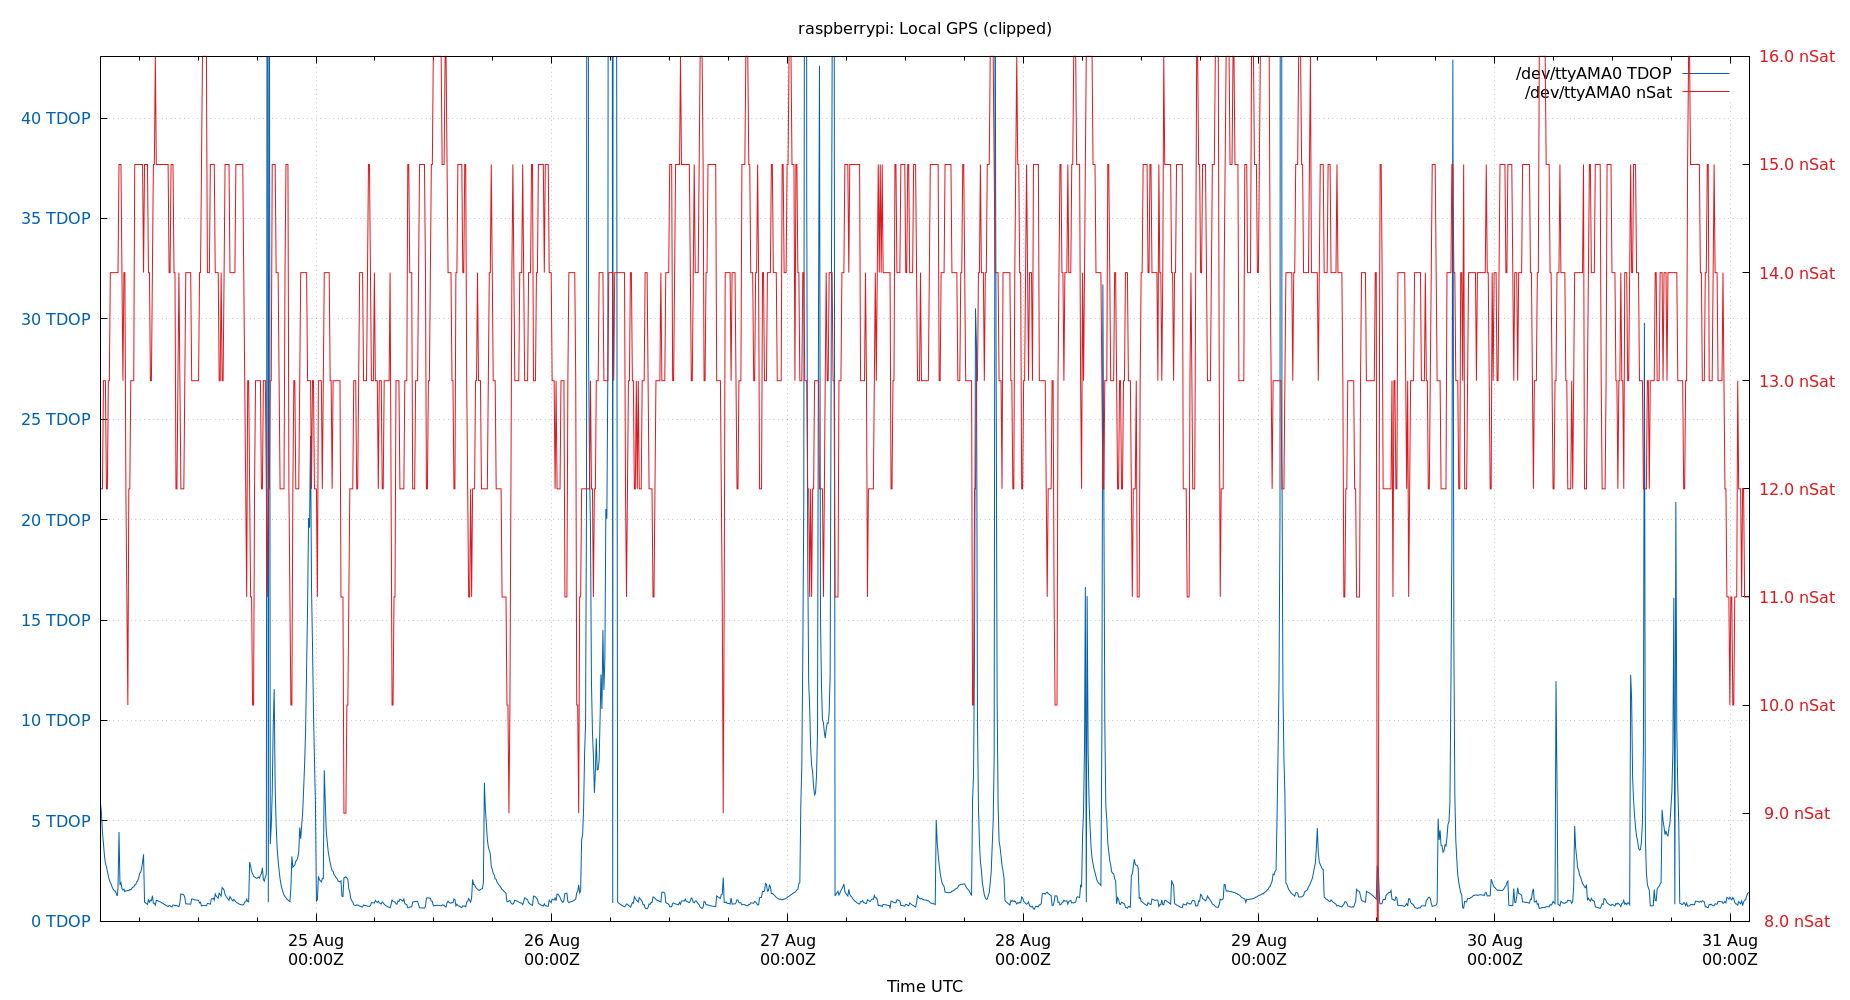 raspberrypi: Local GPS (clipped)
/dev/ttyAMA0 TDOP
/dev/ttyAMA0 nSat
40 TDOP
35 TDOP
30 TDOP
25 TDOP
20 TDOP
15 TDOP
10 TDOP
5 TDOP
0 TDOP
16.0 nSat
15.0 nSat
14.0 nSat
13.0 nSat
12.0 nSat
11.0 nSat
10.0 nSat
9.0 nSat
8.0 nSat
25 Aug
00:00Z
26 Aug
00:00Z
27 Aug
00:00Z
28 Aug
00:00Z
29 Aug
00:00Z
30 Aug
00:00Z
31 Aug
00:00Z
Time UTC